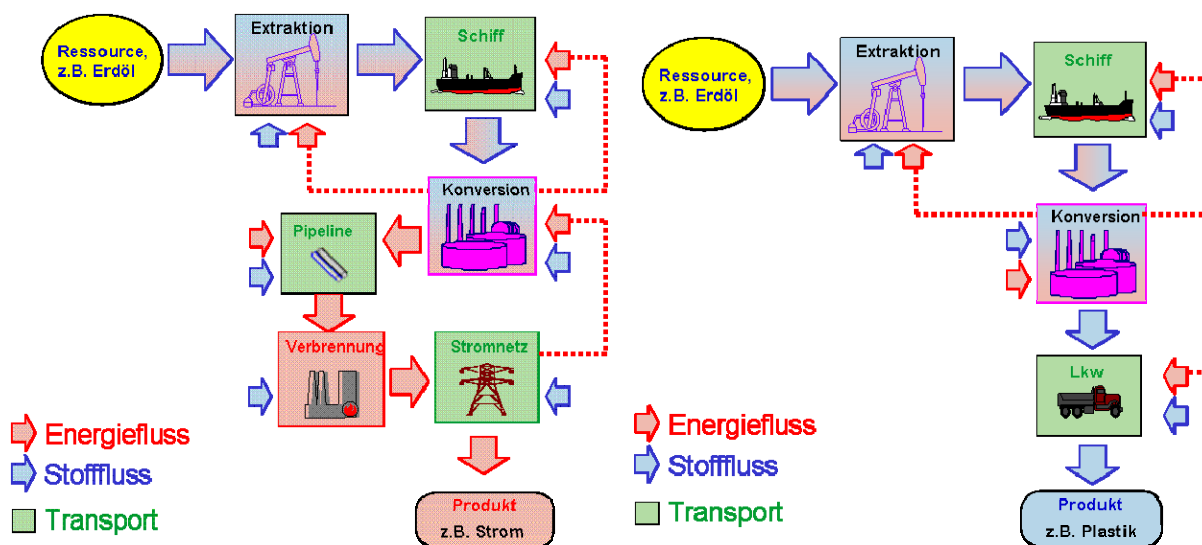 Ressource,
z.B. Erdöl
Extraktion
Schiff
Konversion
Pipeline
Verbrennung
Stromnetz
Energiefluss
Stofffluss
Transport
Produkt
z.B. Strom
Ressource,
z.B. Erdöl
Extraktion
Schiff
Konversion
Lkw
Energiefluss
Stofffluss
Transport
Produkt
z.B. Plastik